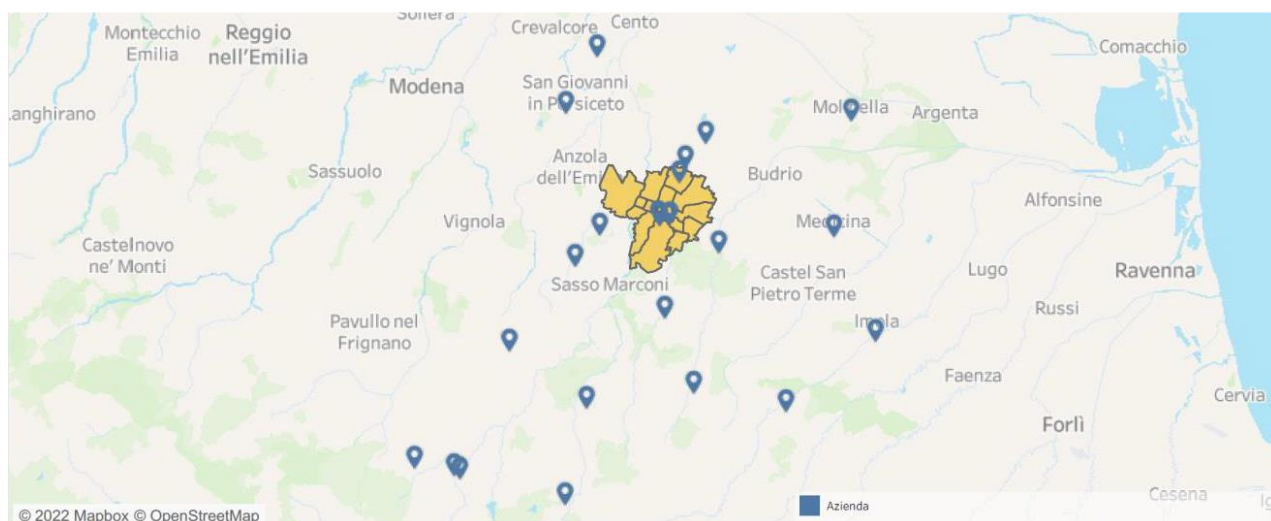 Soliera
Crevalcore
Cento
Montecchio
Emilia
Reggio
nell'Emilia
Comacchio
Modena
San Giovanni
in Persiceto
Langhirano
Molinella
Argenta
Sassuolo
Anzola
dell'Emilia
Budrio
Alfonsine
Vignola
Medicina
Castelnovo
ne' Monti
Castel San
Pietro Terme
Lugo
Ravenna
Sasso Marconi
Russi
Pavullo nel
Frignano
Imola
Faenza
Cervia
Forlì
Cesena
Azienda
© 2022 Mapbox © OpenStreetMap